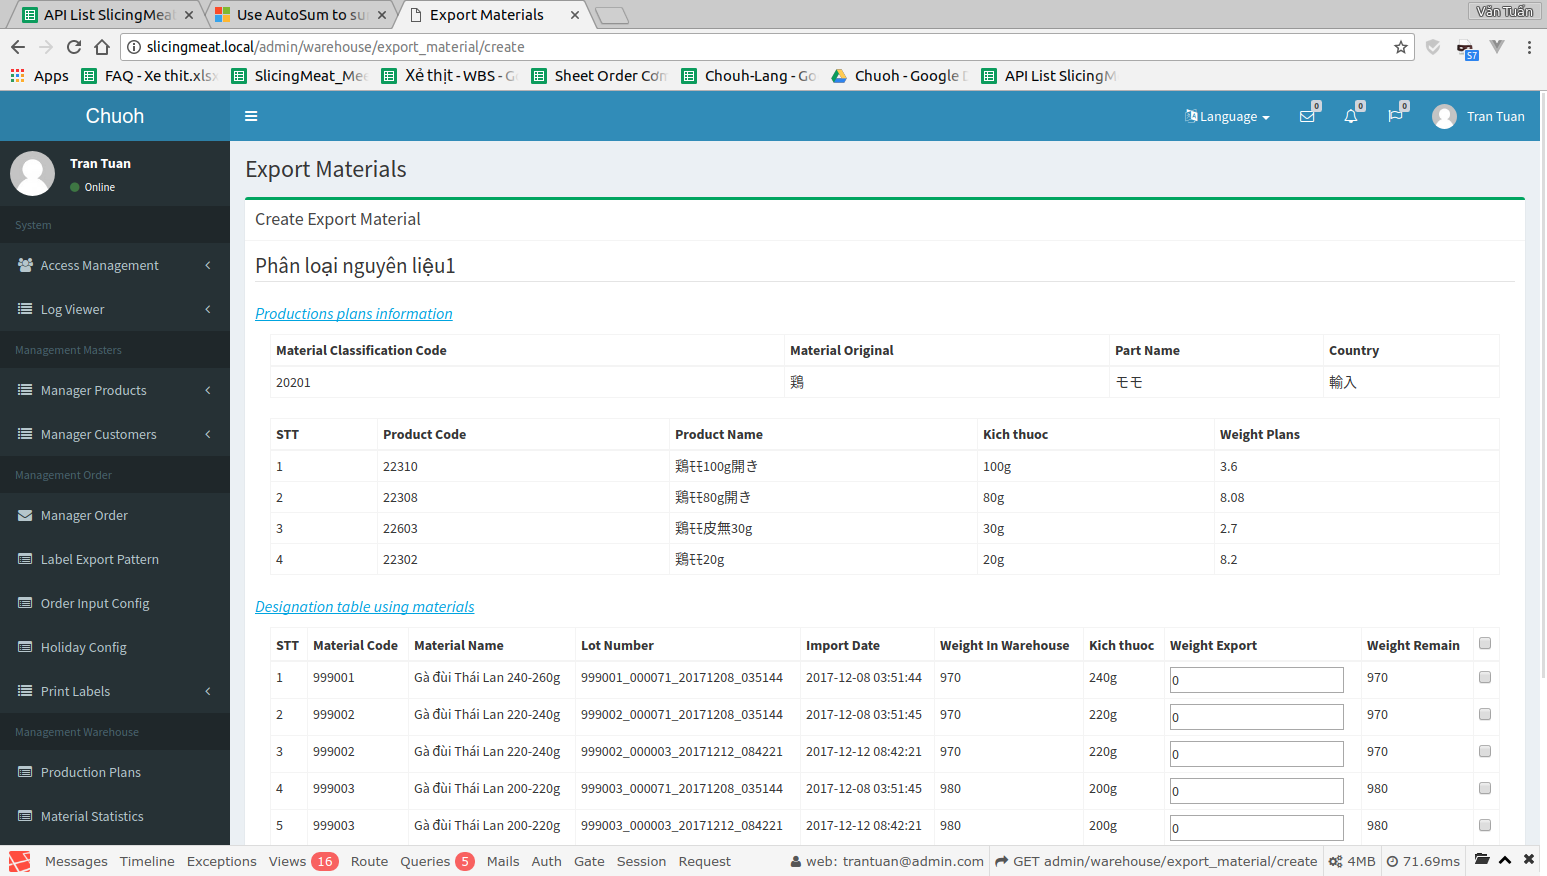 API List SlicingMeat
Use AutoSum to su
Export Materials
Văn Tuấn
slicingmeat.local/admin/warehouse/export_material/create
57
Apps FAQ - Xe thit.xls SlicingMeat_Mee Xẻ thịt - WBS - G Sheet Order Cơm Chouh-Lang - Go Chuoh - Google D API List SlicingM
Chuoh
Language 0 0 0 Tran Tuan
Tran Tuan
Online
System
Access Management
Log Viewer
Management Masters
Manager Products
Manager Customers
Management Order
Manager Order
Label Export Pattern
Order Input Config
Holiday Config
Print Labels
Management Warehouse
Production Plans
Material Statistics
Export Materials
Create Export Material
Phân loại nguyên liệu1
Productions plans information
Material Classification Code Material Original Part Name Country
20201 鶏 モモ 輸入
STT Product Code Product Name Kich thuoc Weight Plans
1 22310 鶏ﾓﾓ100g開き 100g 3.6
2 22308 鶏ﾓﾓ80g開き 80g 8.08
3 22603 鶏ﾓﾓ皮無30g 30g 2.7
4 22302 鶏ﾓﾓ20g 20g 8.2
Designation table using materials
STT Material Code Material Name Lot Number Import Date Weight In Warehouse Kich thuoc Weight Export Weight Remain
1 999001 Gà đùi Thái Lan 240-260g 999001_000071_20171208_035144 2017-12-08 03:51:44 970 240g 0 970
2 999002 Gà đùi Thái Lan 220-240g 999002_000071_20171208_035144 2017-12-08 03:51:45 970 220g 0 970
3 999002 Gà đùi Thái Lan 220-240g 999002_000003_20171212_084221 2017-12-12 08:42:21 970 220g 0 970
4 999003 Gà đùi Thái Lan 200-220g 999003_000071_20171208_035144 2017-12-08 03:51:45 980 200g 0 980
5 999003 Gà đùi Thái Lan 200-220g 999003_000003_20171212_084221 2017-12-12 08:42:21 980 200g 0 980
Messages Timeline Exceptions Views 16 Route Queries 5 Mails Auth Gate Session Request web: trantuan@admin.com GET admin/warehouse/export_material/create 4MB 71.69ms